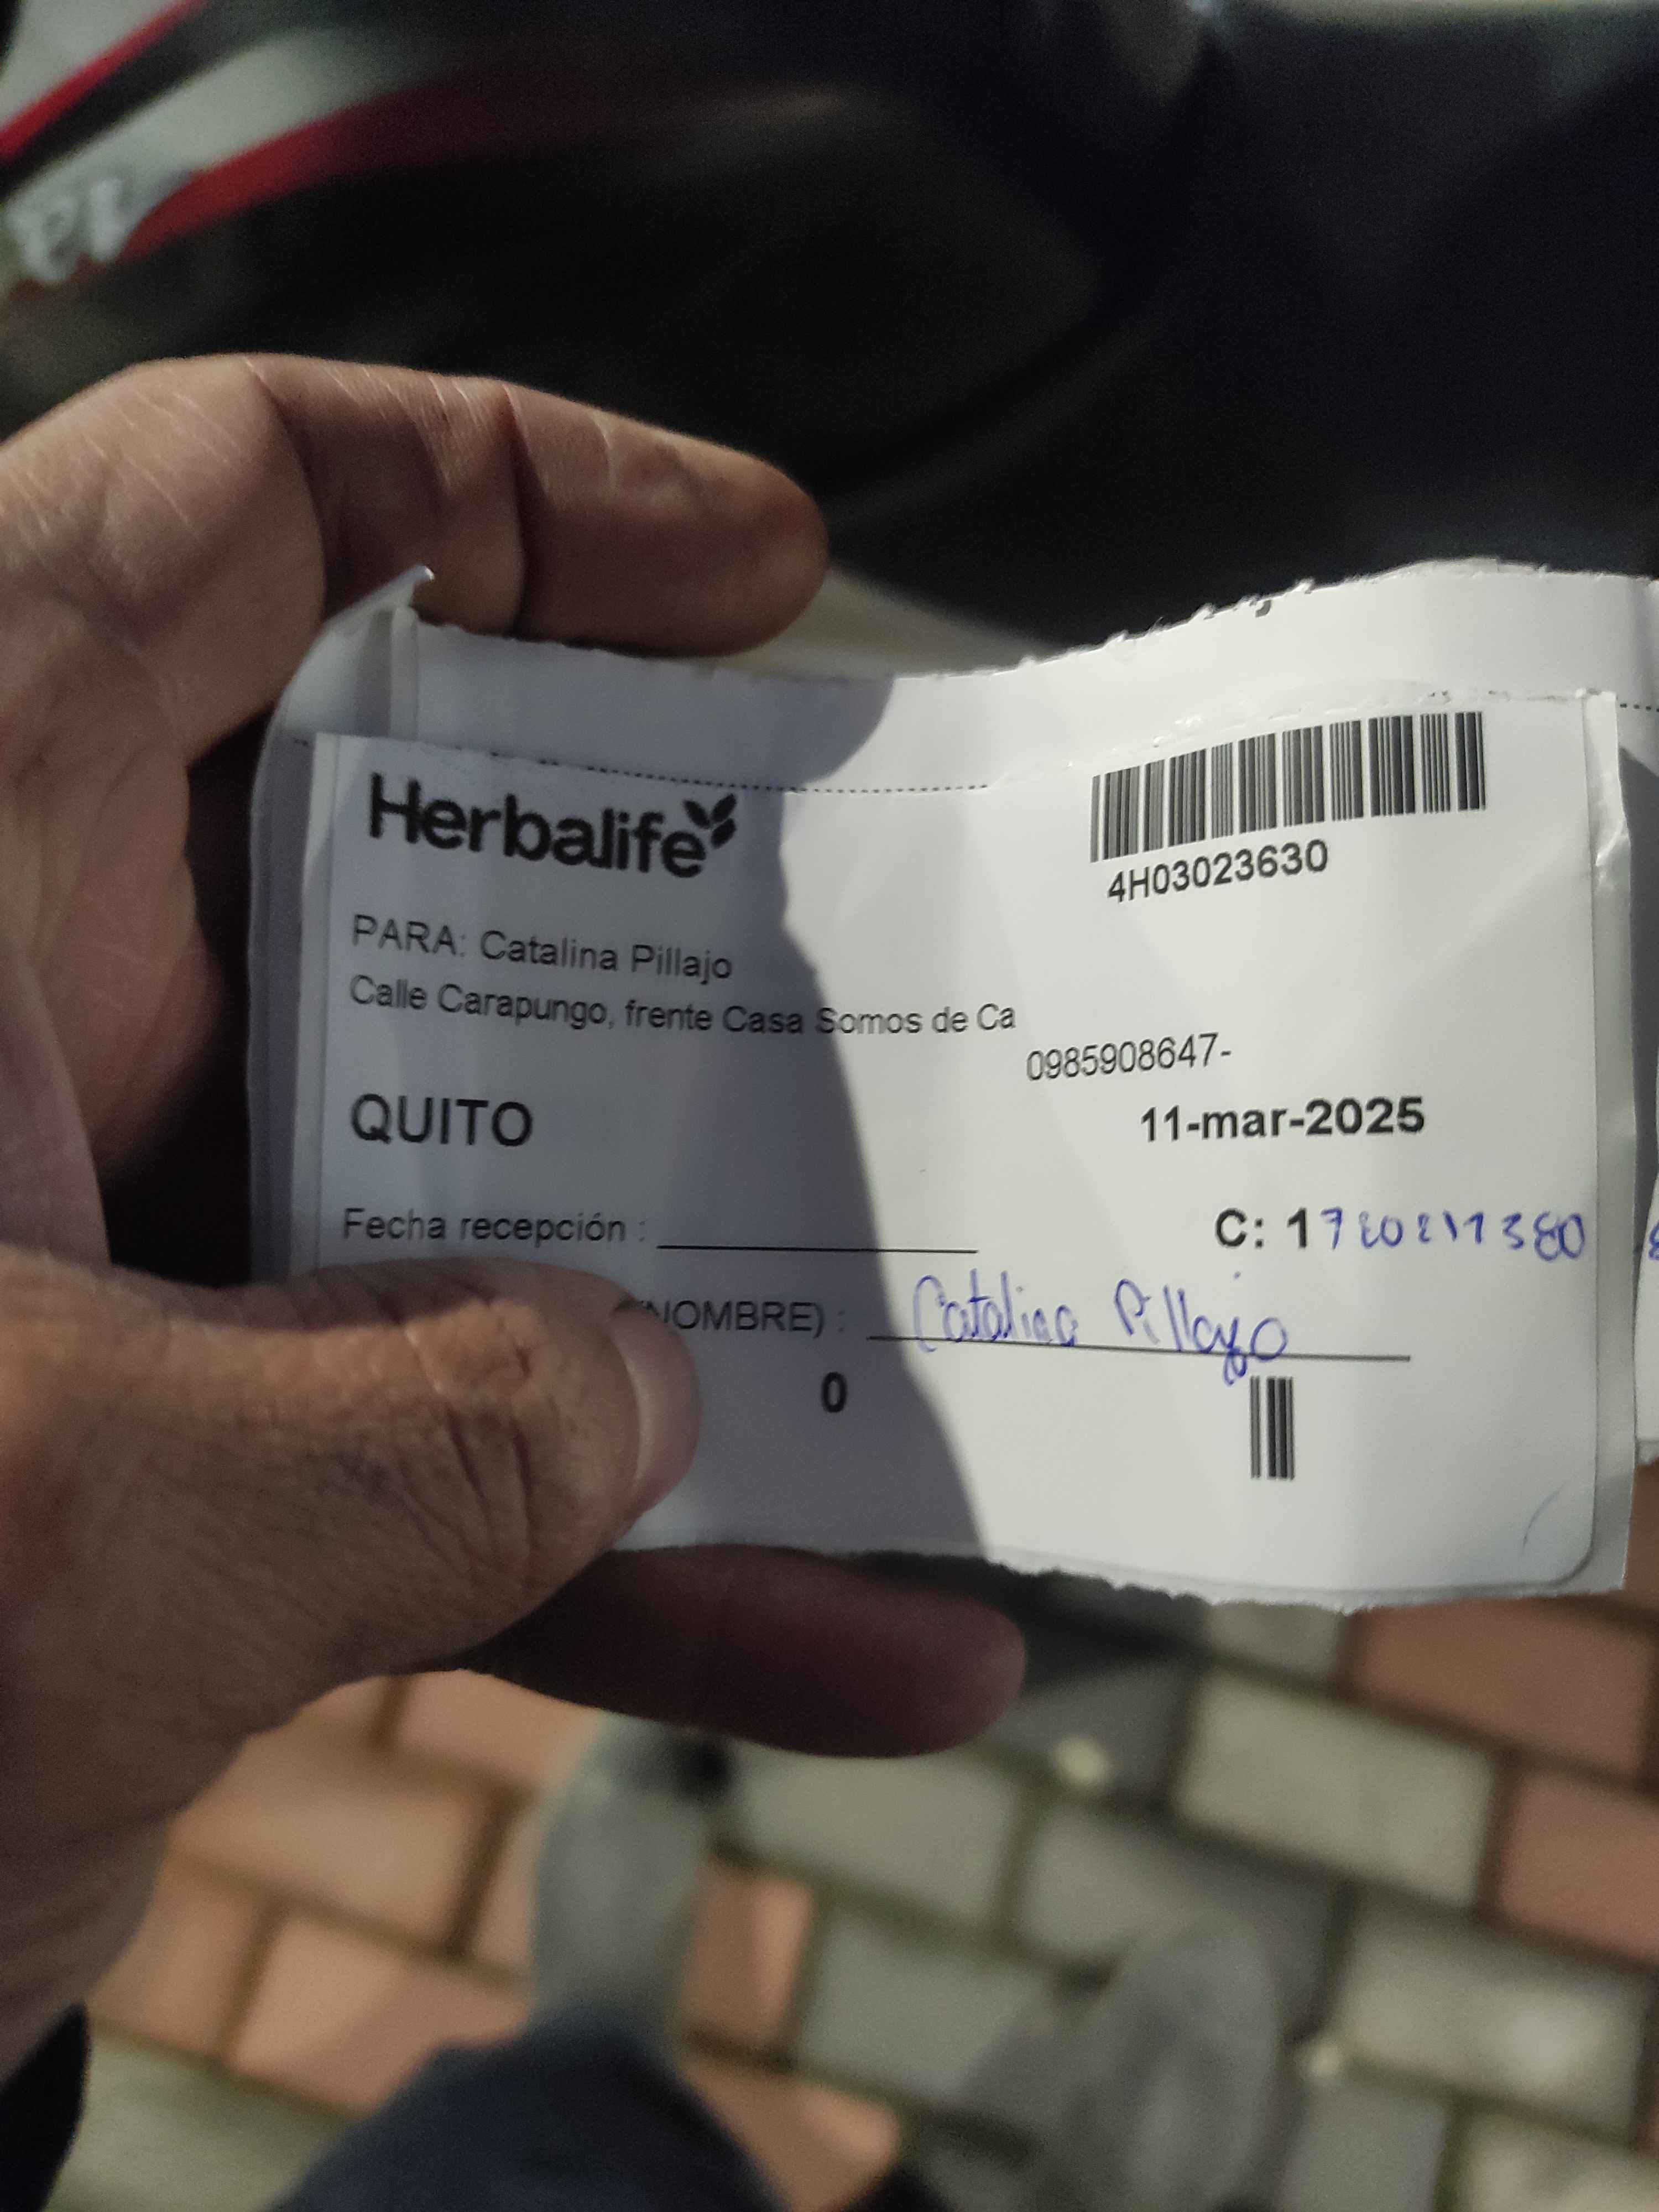 Herbalife
4H03023630
PARA: Catalina Pillajo
Calle Carapungo, frente Casa Somos de Ca
0985908647-
QUITO
11-mar-2025
Fecha recepción :
C: 1
NOMBRE) : Catalina Pillajo
0